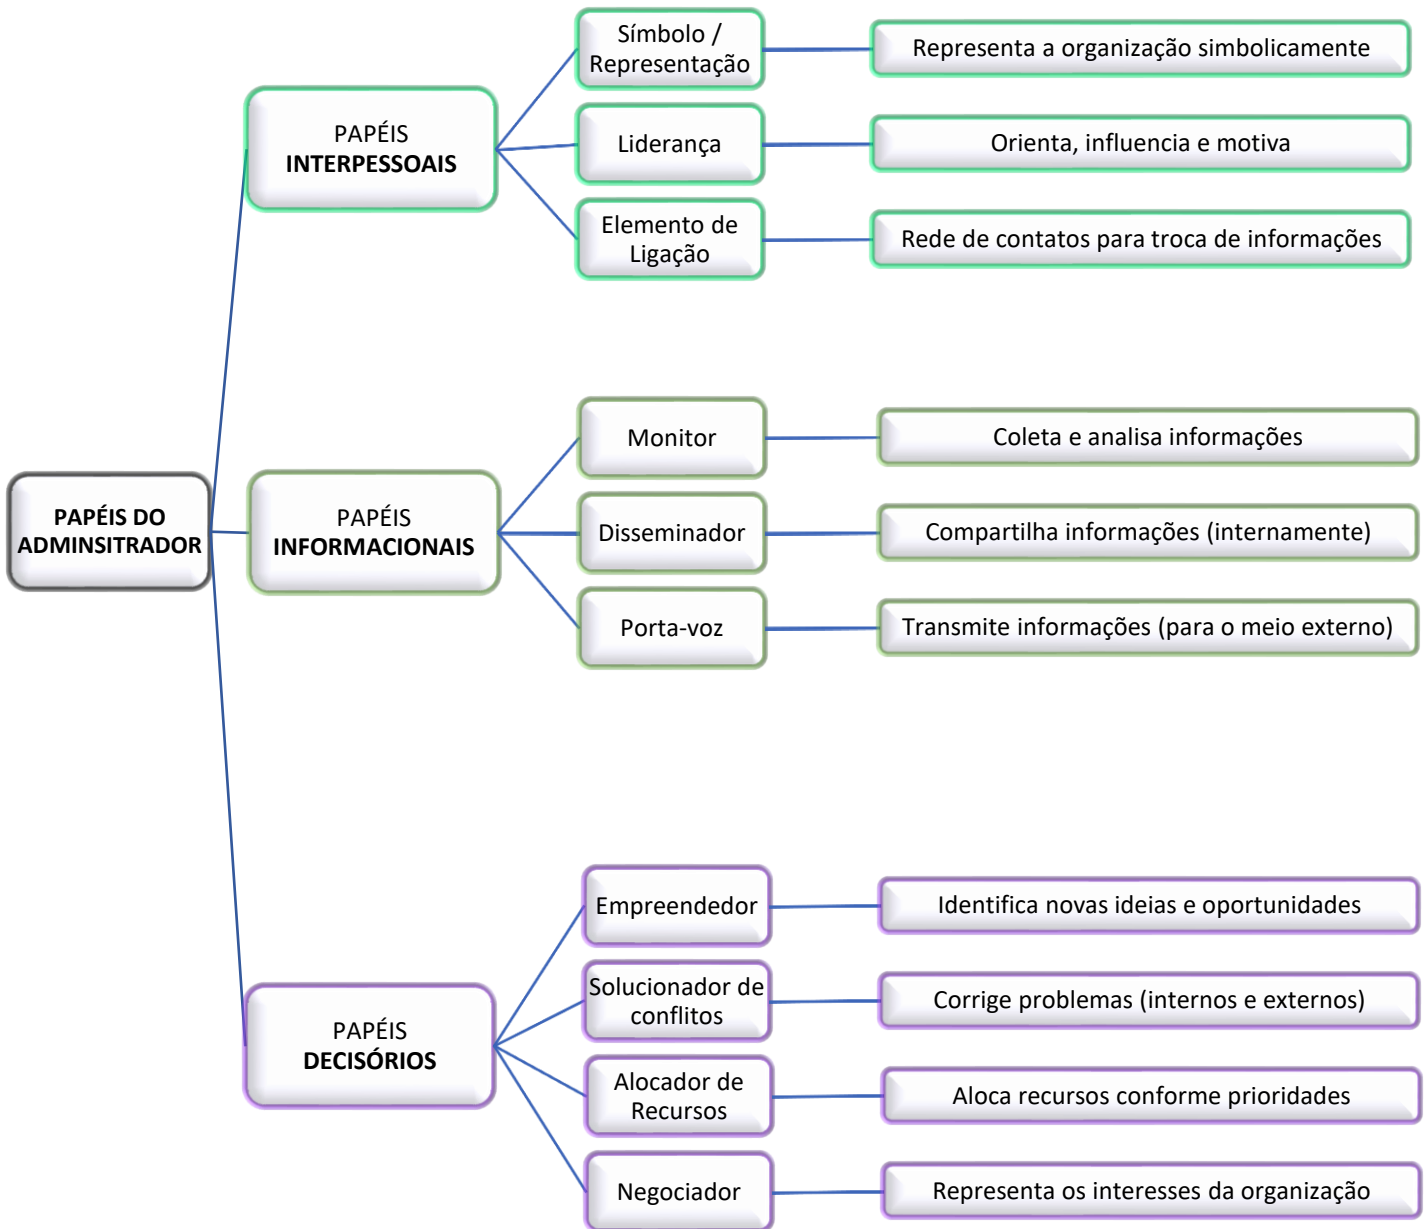 PAPÉIS DO
ADMINSITRADOR
PAPÉIS
INTERPESSOAIS
Símbolo /
Representação
Representa a organização simbolicamente
Liderança
Orienta, influencia e motiva
Elemento de
Ligação
Rede de contatos para troca de informações
PAPÉIS
INFORMACIONAIS
Monitor
Coleta e analisa informações
Disseminador
Compartilha informações (internamente)
Porta-voz
Transmite informações (para o meio externo)
PAPÉIS
DECISÓRIOS
Empreendedor
Identifica novas ideias e oportunidades
Solucionador de
conflitos
Corrige problemas (internos e externos)
Alocador de
Recursos
Aloca recursos conforme prioridades
Negociador
Representa os interesses da organização